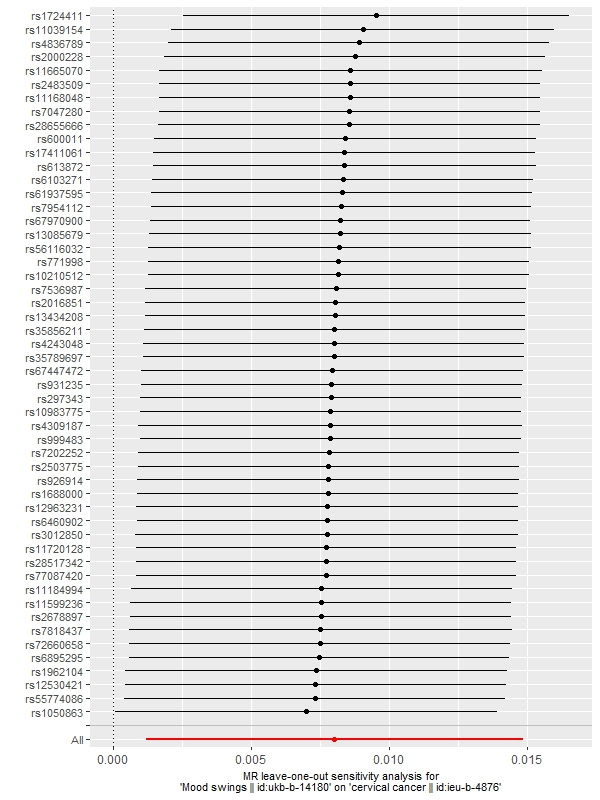 rs1724411
rs11039154
rs4836789
rs2000228
rs11665070
rs2483509
rs11168048
rs7047280
rs28655666
rs600011
rs17411061
rs613872
rs6103271
rs61937595
rs7954112
rs67970900
rs13085679
rs56116032
rs771998
rs10210512
rs7536987
rs2016851
rs13434208
rs35856211
rs4243048
rs35789697
rs67447472
rs931235
rs297343
rs10983775
rs4309187
rs999483
rs7202252
rs2503775
rs926914
rs1688000
rs12963231
rs6460902
rs3012850
rs11720128
rs28517342
rs77087420
rs11184994
rs11599236
rs2678897
rs7818437
rs72660658
rs6895295
rs1962104
rs12530421
rs55774086
rs1050863
All
0.000 0.005 0.010 0.015
MR leave-one-out sensitivity analysis for
'Mood swings || id:ukb-b-14180' on 'cervical cancer || id:ieu-b-4876'